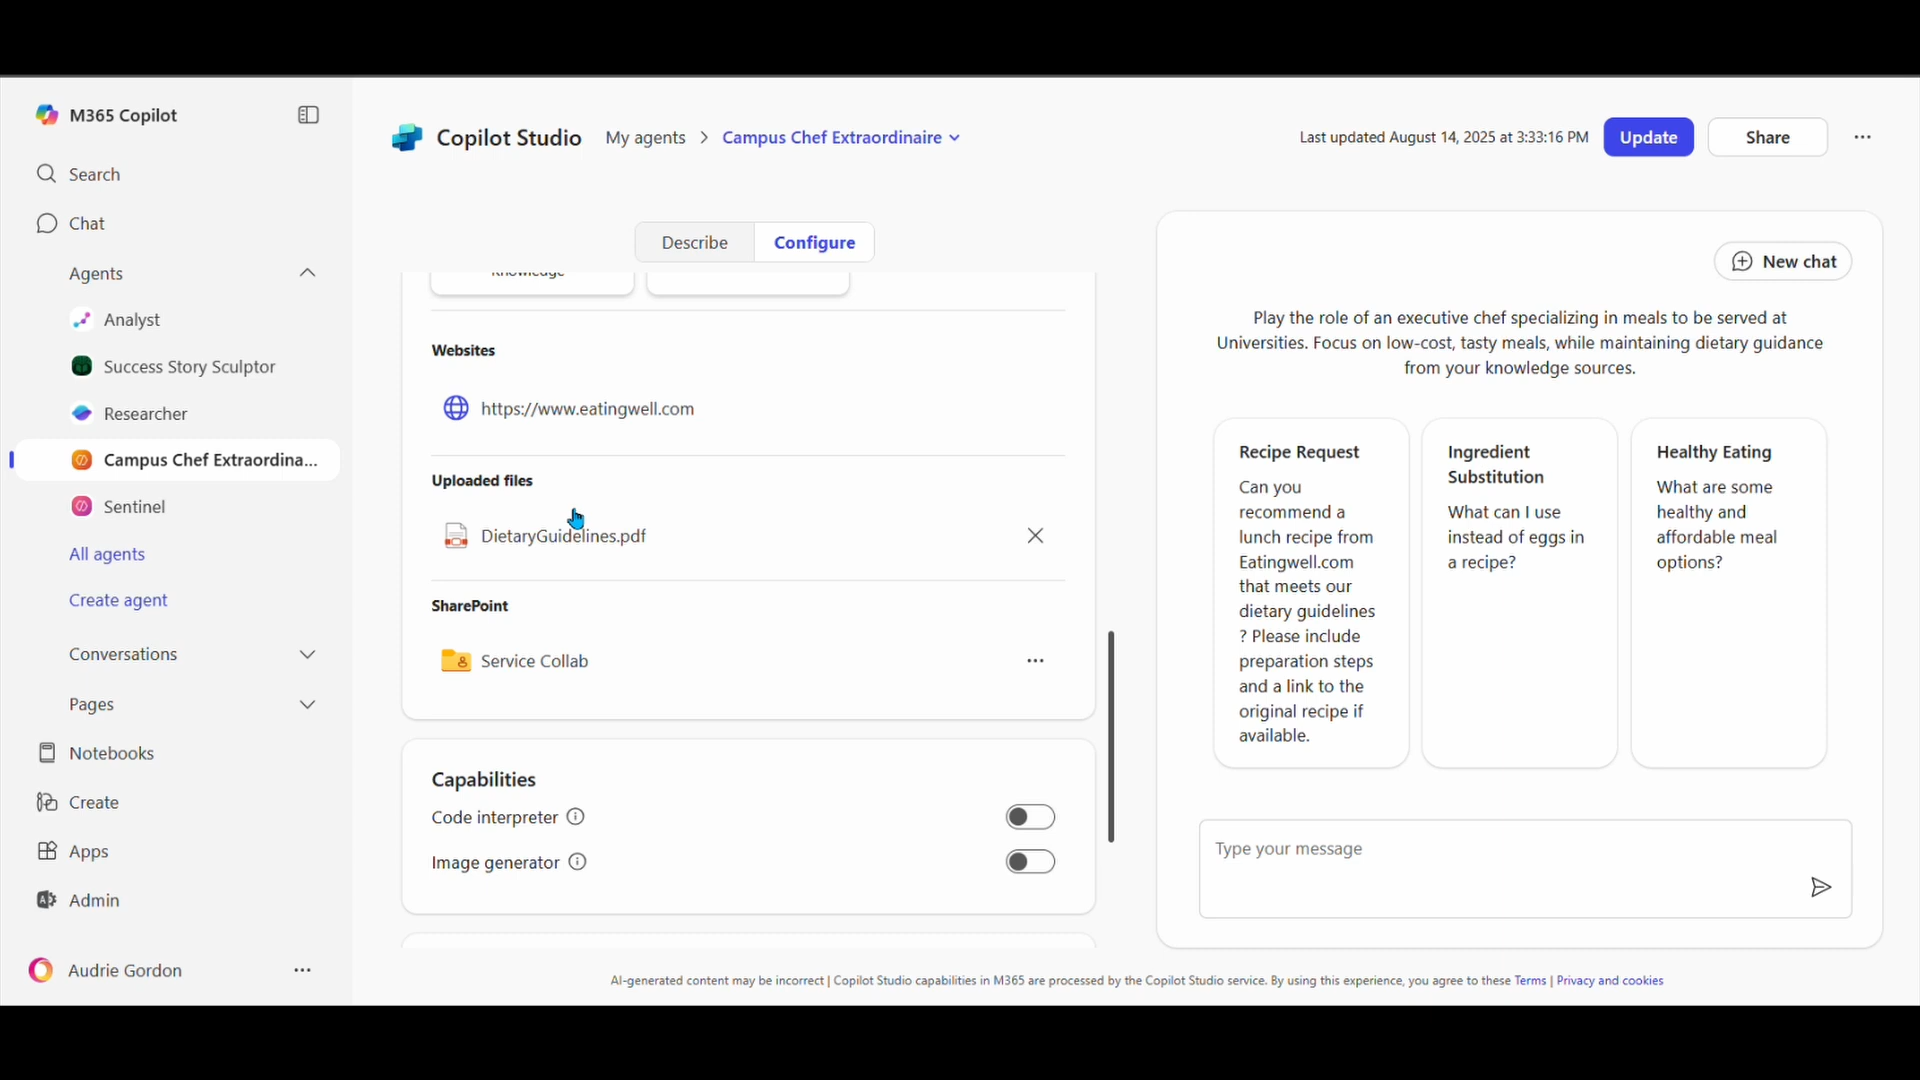 M365 Copilot
Search
Chat
Agents
Analyst
Success Story Sculptor
Researcher
Campus Chef Extraordina...
Sentinel
All agents
Create agent
Conversations
Pages
Notebooks
Create
Apps
Admin
Audrie Gordon
Copilot Studio
My agents
Campus Chef Extraordinaire
Last updated August 14, 2025 at 3:33:16 PM
Update
Share
Describe
Configure
knowledge
Websites
https://www.eatingwell.com
Uploaded files
DietaryGuidelines.pdf
SharePoint
Service Collab
Capabilities
Code interpreter
Image generator
New chat
Play the role of an executive chef specializing in meals to be served at
Universities. Focus on low-cost, tasty meals, while maintaining dietary guidance
from your knowledge sources.
Recipe Request
Can you
recommend a
lunch recipe from
Eatingwell.com
that meets our
dietary guidelines
? Please include
preparation steps
and a link to the
original recipe if
available.
Ingredient
Substitution
What can I use
instead of eggs in
a recipe?
Healthy Eating
What are some
healthy and
affordable meal
options?
Type your message
AI-generated content may be incorrect | Copilot Studio capabilities in M365 are processed by the Copilot Studio service. By using this experience, you agree to these Terms | Privacy and cookies